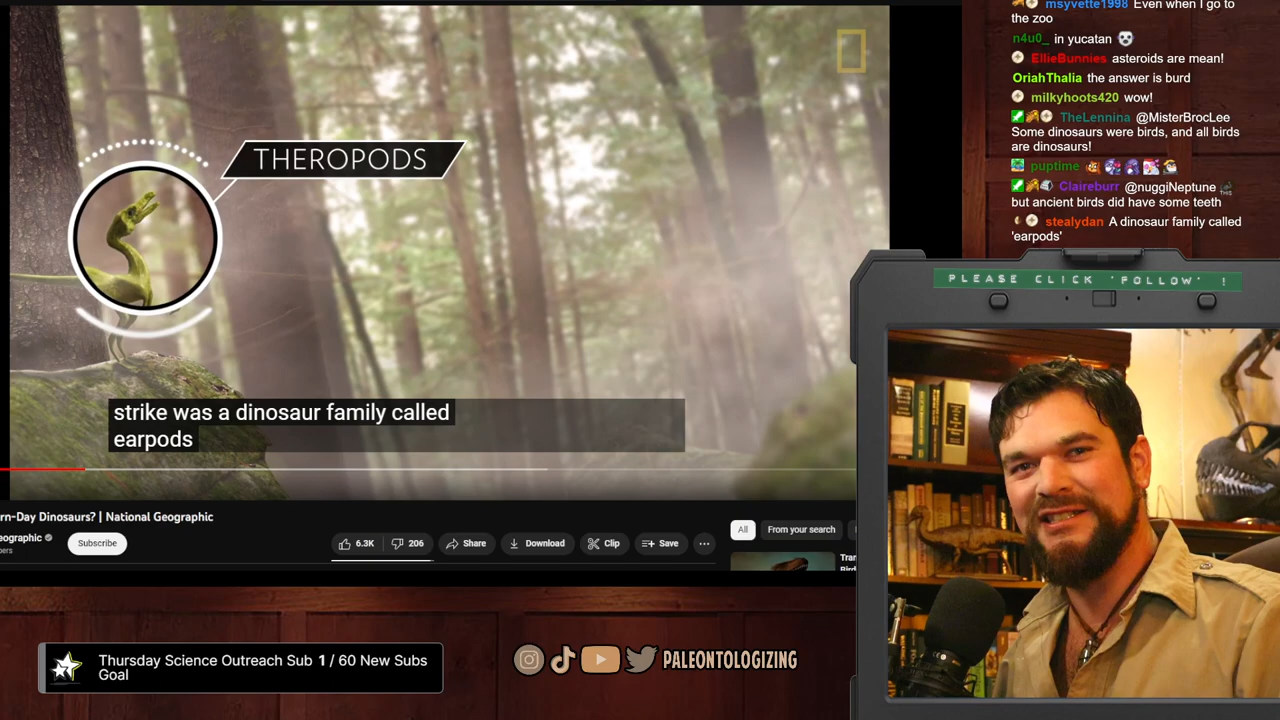 THEROPODS
strike was a dinosaur family called
earpods
rn-Day Dinosaurs? | National Geographic
eographic
bers
Subscribe
6.3K
206
Share
Download
Clip
Save
All
From your search
Tran
Bird
Thursday Science Outreach Sub 1 / 60 New Subs
Goal
PALEONTOLOGIZING
msyvette1998 Even when I go to
the zoo
n4u0_ in yucatan
EllieBunnies asteroids are mean!
OriahThalia the answer is burd
milkyhoots420 wow!
TheLennina @MisterBrocLee
Some dinosaurs were birds, and all birds
are dinosaurs!
puptime
Claireburr @nuggiNeptune
but ancient birds did have some teeth
stealydan A dinosaur family called
'earpods'
PLEASE CLICK 'FOLLOW' !